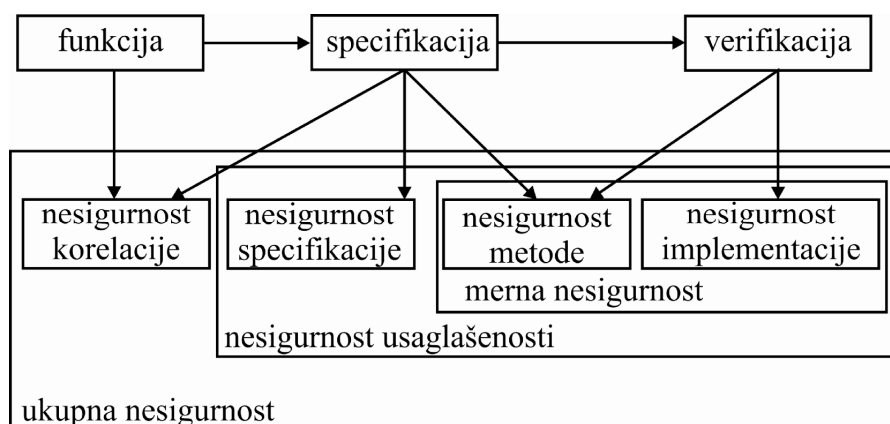 funkcija
specifikacija
verifikacija
nesigurnost
korelacije
nesigurnost
specifikacije
nesigurnost
metode
nesigurnost
implementacije
merna nesigurnost
nesigurnost usaglašenosti
ukupna nesigurnost